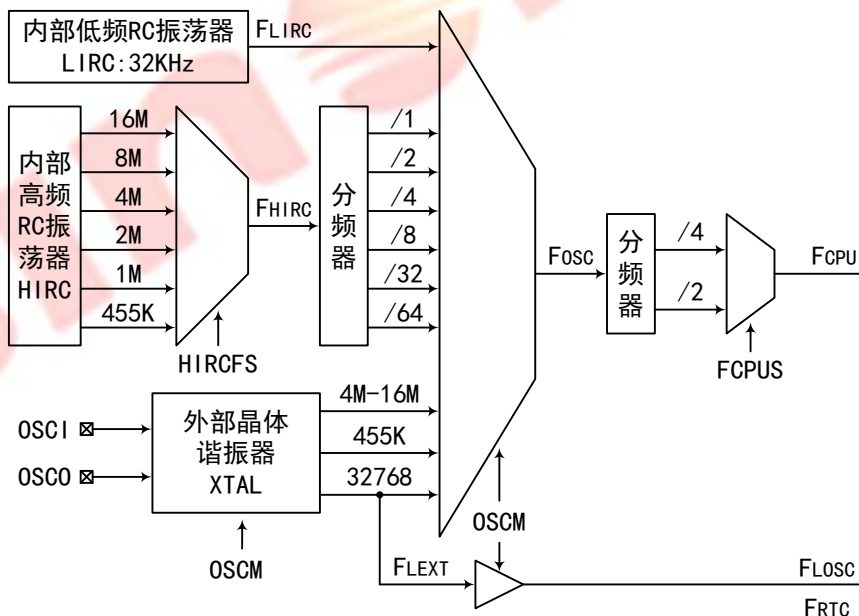 内部低频RC振荡器
LIRC:32KHz
FLIRC
内部
高频
RC振
荡器
HIRC
16M
8M
4M
2M
1M
455K
HIRCFS
FHIRC
分
频
器
/1
/2
/4
/8
/32
/64
FOSC
分
频
器
/4
/2
FCPUS
FCPU
OSCI
OSCO
外部晶体
谐振器
XTAL
OSCM
4M-16M
455K
32768
OSCM
FLEXT
FLOSC
FRTC